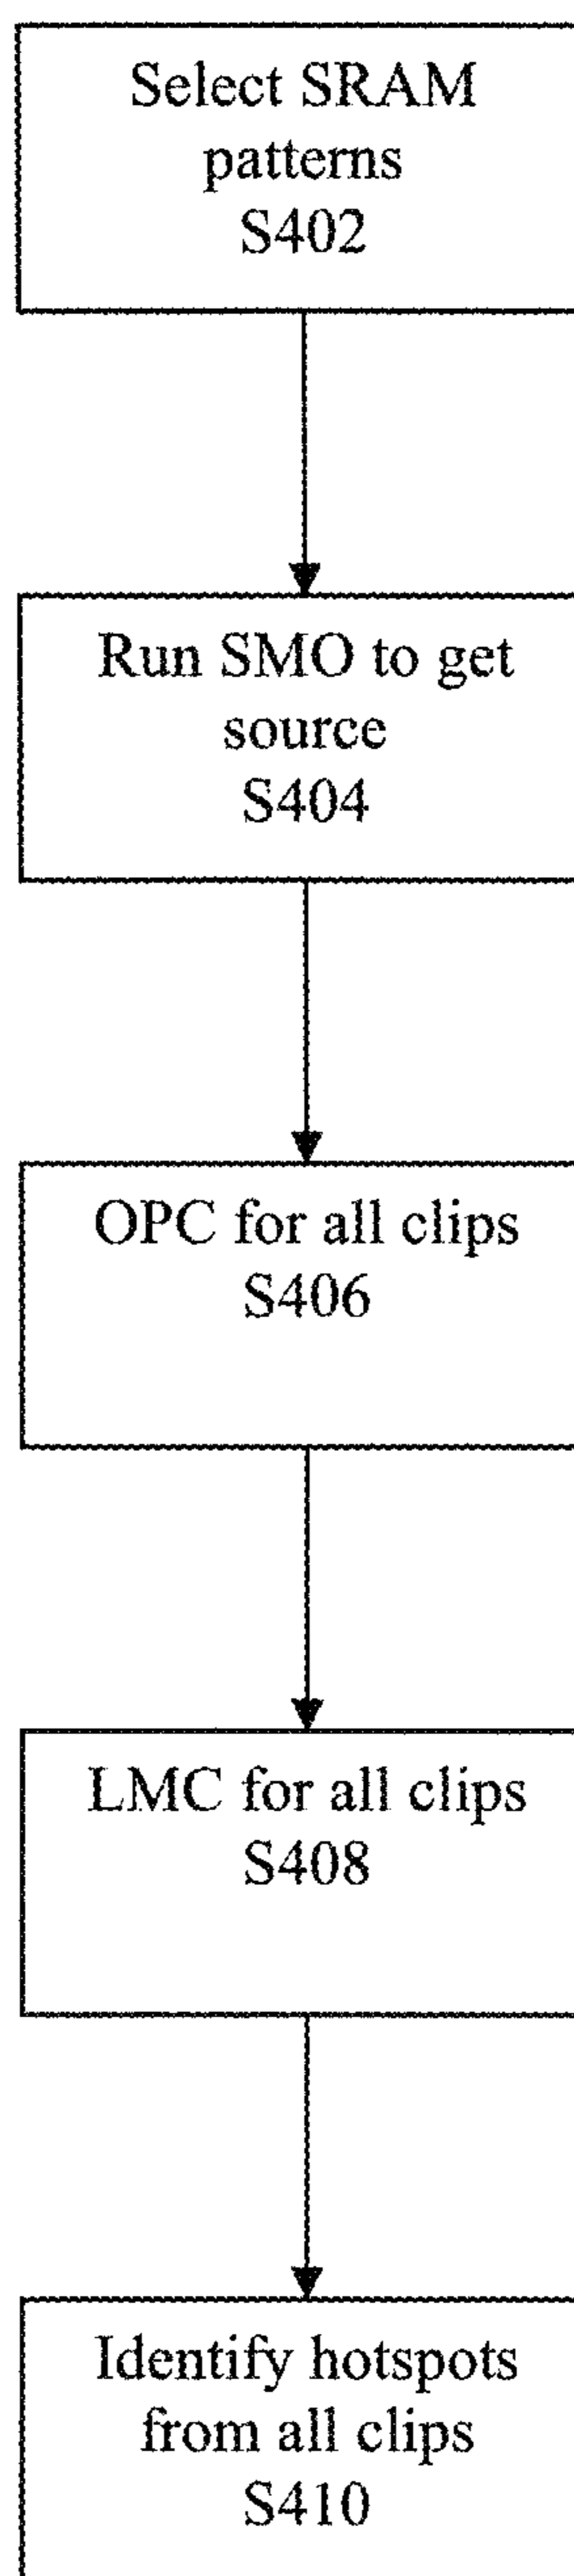 Select SRAM
patterns
S402
Run SMO to get
source
S404
OPC for all clips
S406
LMC for all clips
S408
Identify hotspots
from all clips
S410